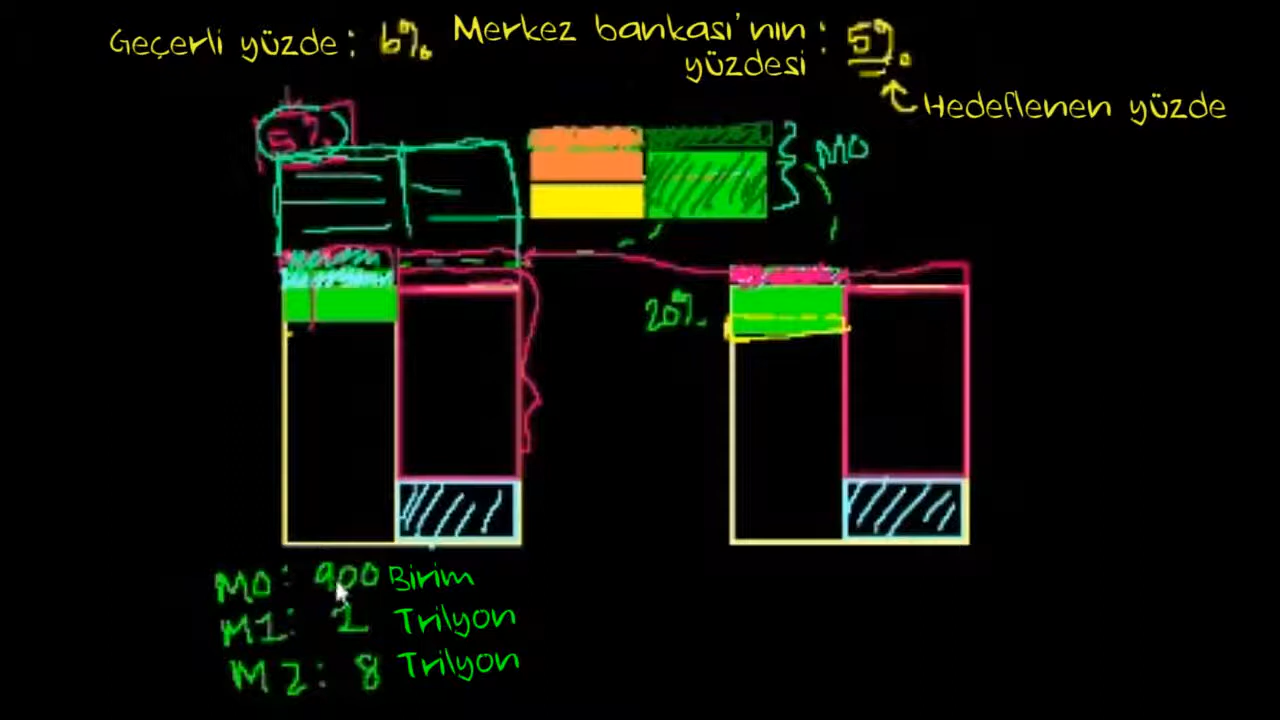 Geçerli yüzde: 6%
Merkez bankası'nın yüzdesi: 5%
Hedeflenen yüzde
5%
M0
20%
M0: 900 Birim
M1: 1 Trilyon
M2: 8 Trilyon